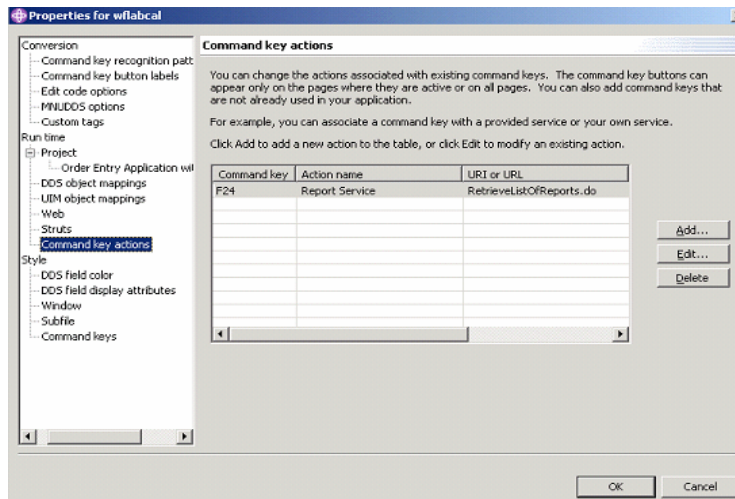 Properties for wflabcal
Conversion
Command key recognition patt
Command key button labels
Edit code options
MNUDDS options
Custom tags
Run time
Project
Order Entry Application wi
DDS object mappings
UIM object mappings
Web
Struts
Command key actions
Style
DDS field color
DDS field display attributes
Window
Subfile
Command keys
Command key actions
You can change the actions associated with existing command keys. The command key buttons can
appear only on the pages where they are active or on all pages. You can also add command keys that
are not already used in your application.
For example, you can associate a command key with a provided service or your own service.
Click Add to add a new action to the table, or click Edit to modify an existing action.
Command key Action name URI or URL
F24 Report Service RetrieveListOfReports.do
Add...
Edit...
Delete
OK Cancel